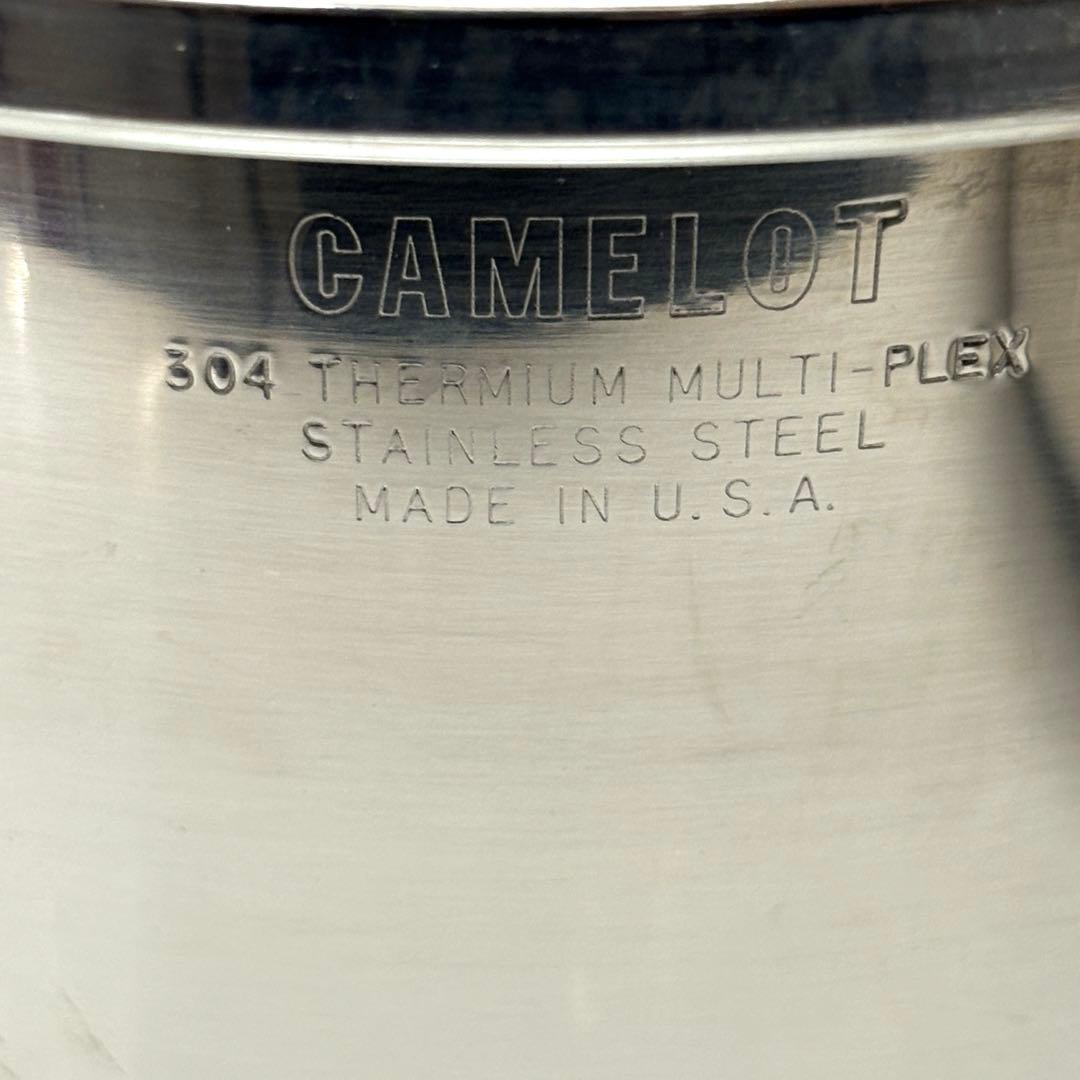 CAMELOT
304 THERMIUM MULTI-PLEX
STAINLESS STEEL
MADE IN U.S.A.